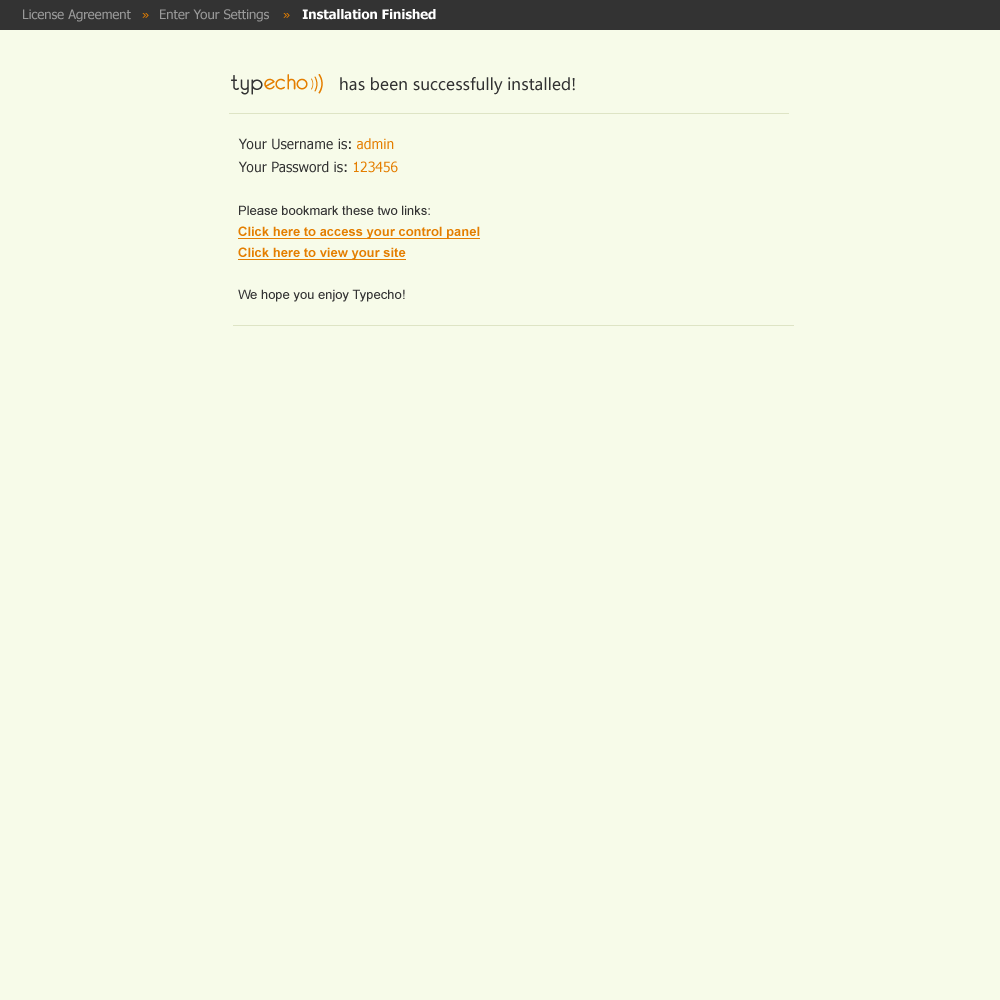 License Agreement » Enter Your Settings » Installation Finished
typecho))) has been successfully installed!
Your Username is: admin
Your Password is: 123456
Please bookmark these two links:
Click here to access your control panel
Click here to view your site
We hope you enjoy Typecho!